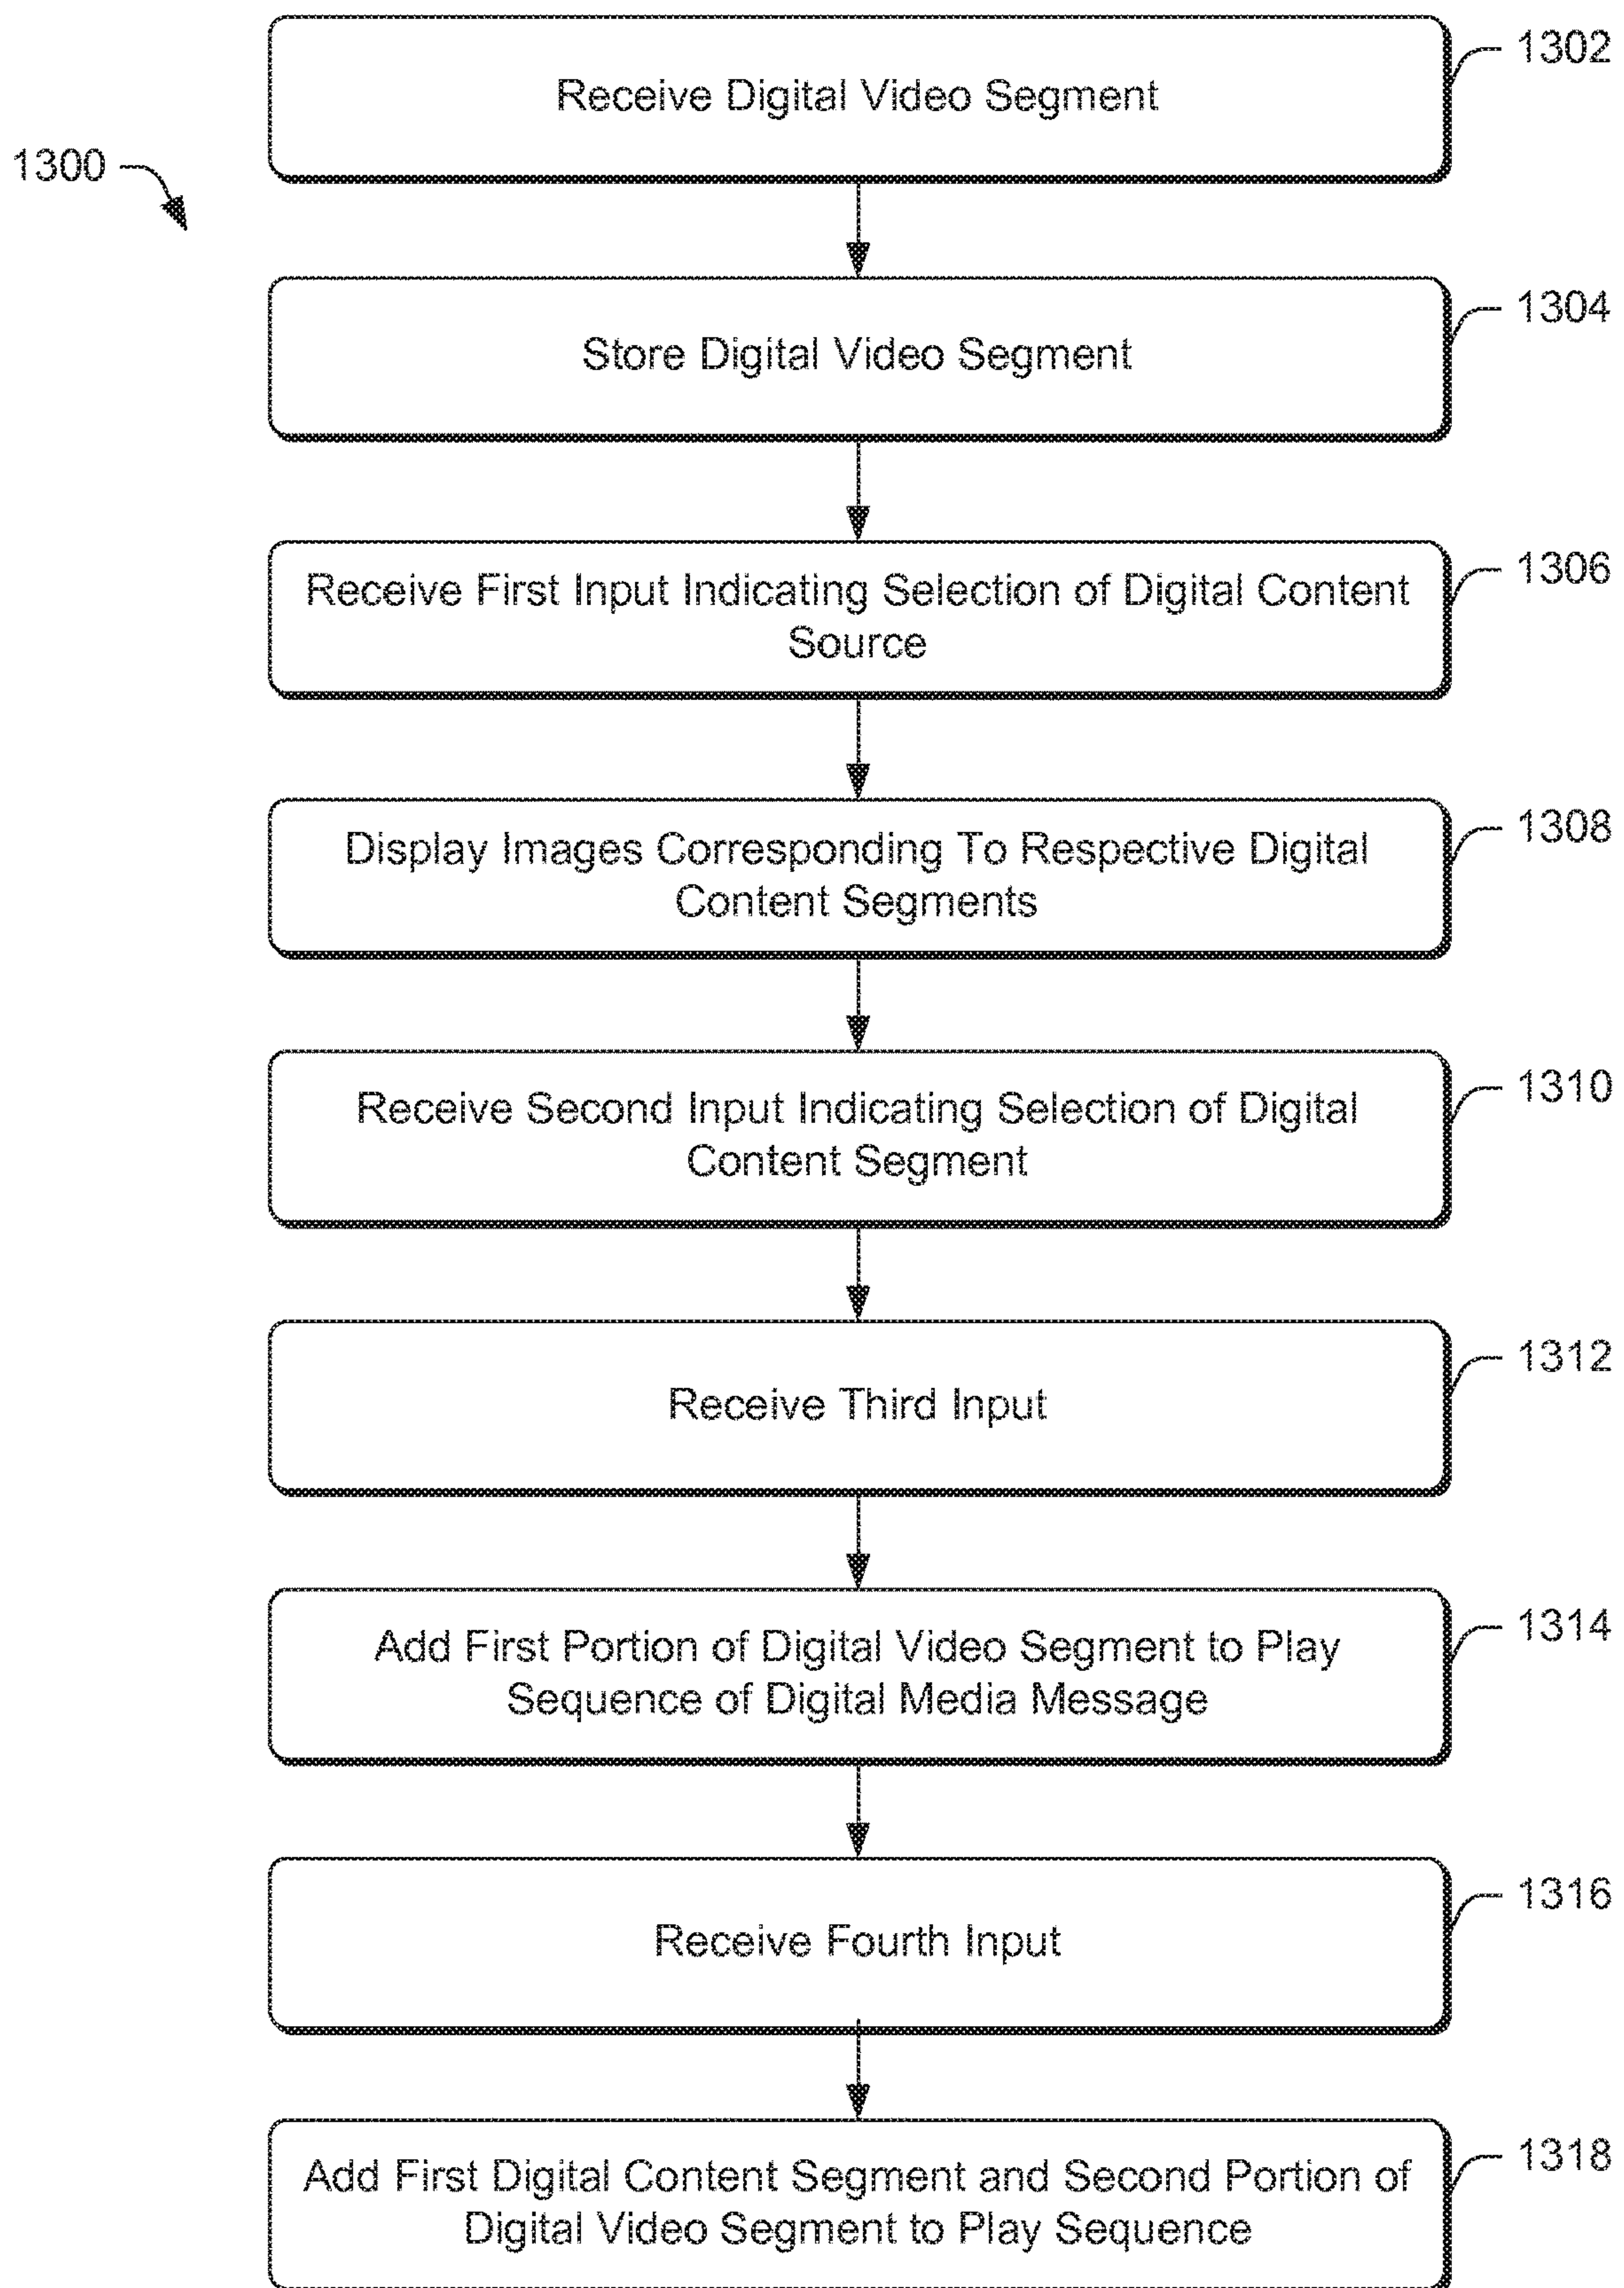 1302
Receive Digital Video Segment
1300
1304
Store Digital Video Segment
1306
Receive First Input Indicating Selection of Digital Content
Source
1308
Display Images Corresponding To Respective Digital
Content Segments
1310
Receive Second Input Indicating Selection of Digital
Content Segment
1312
Receive Third Input
1314
Add First Portion of Digital Video Segment to Play
Sequence of Digital Media Message
1316
Receive Fourth Input
1318
Add First Digital Content Segment and Second Portion of
Digital Video Segment to Play Sequence